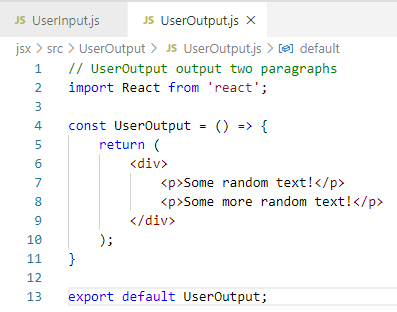 JS UserInput.js JS UserOutput.js ×
jsx > src > UserOutput > JS UserOutput.js > default
1 // UserOutput output two paragraphs
2 import React from 'react';
3
4 const UserOutput = () => {
5     return (
6         <div>
7             <p>Some random text!</p>
8             <p>Some more random text!</p>
9         </div>
10     );
11 }
12
13 export default UserOutput;